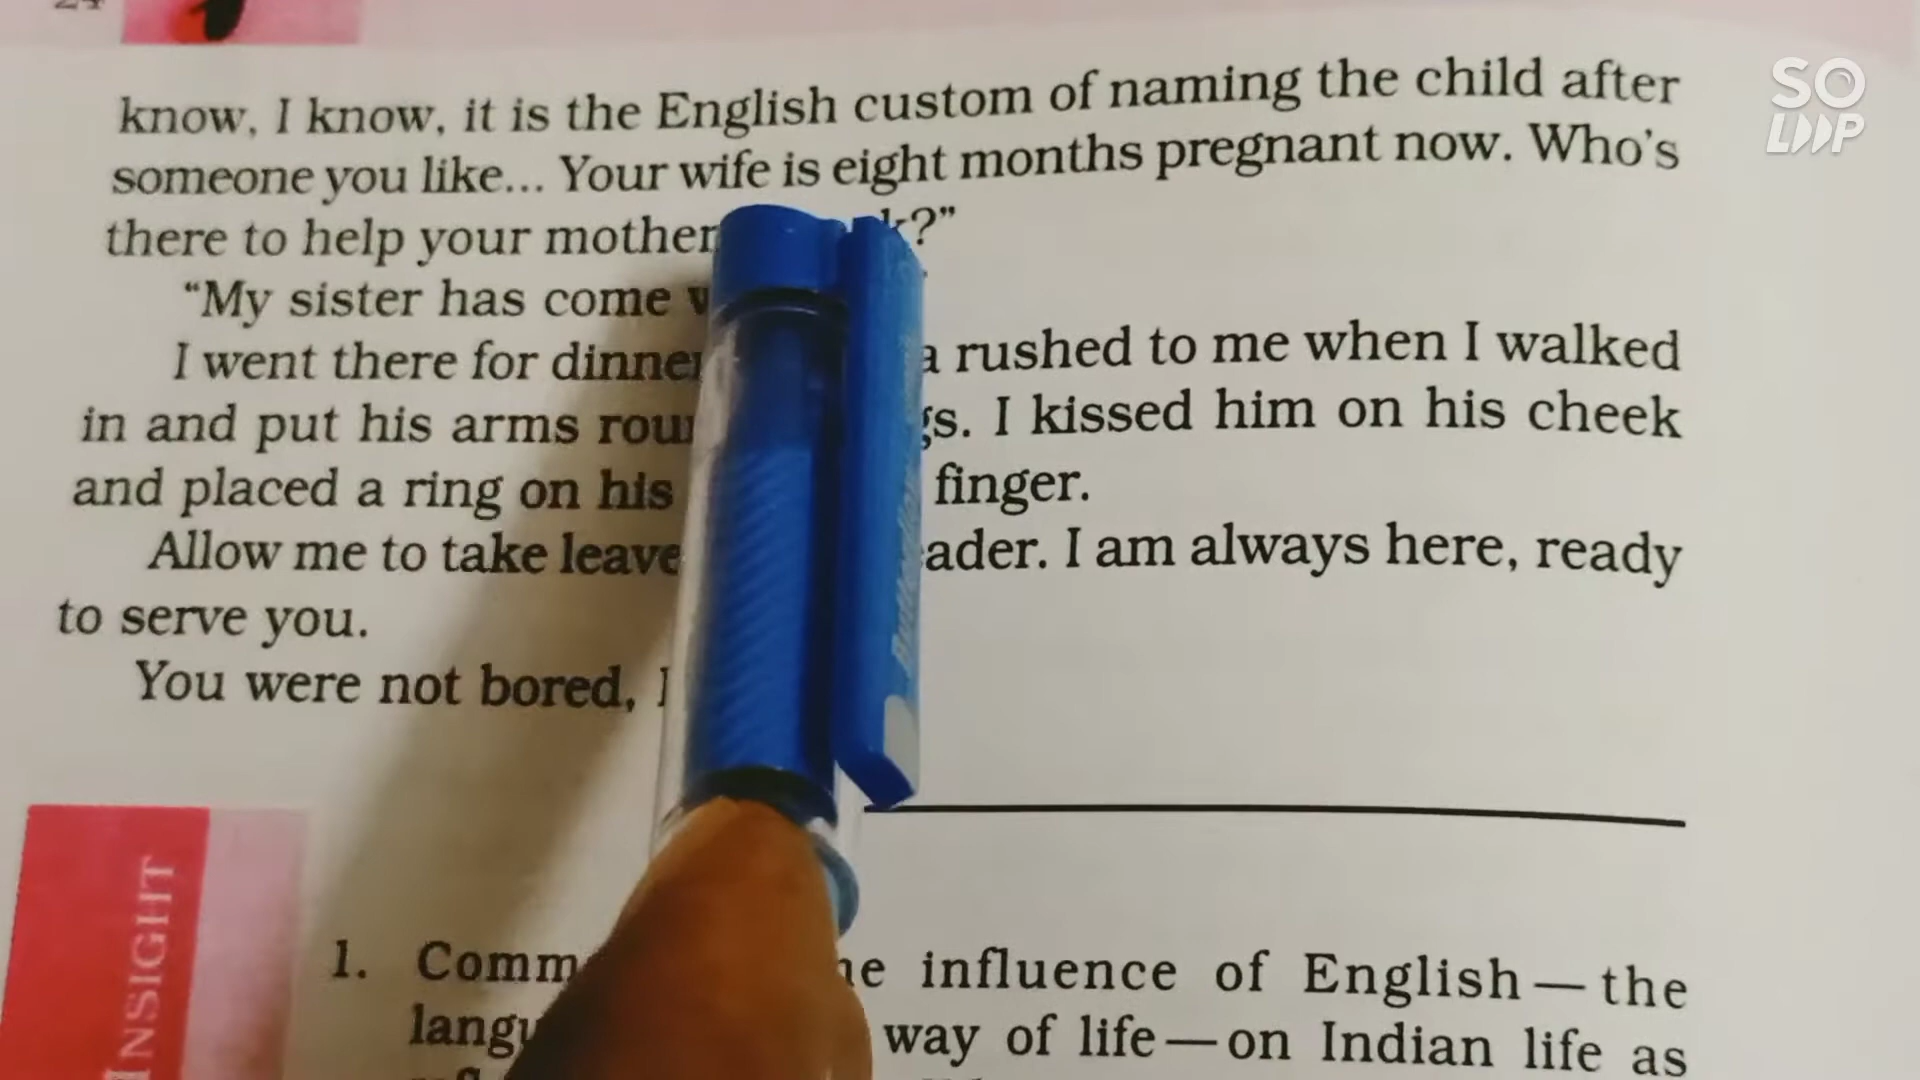 24
know, I know, it is the English custom of naming the child after
someone you like... Your wife is eight months pregnant now. Who's
there to help your mother ?"
"My sister has come
I went there for dinner rushed to me when I walked
in and put his arms I kissed him on his cheek
and placed a ring on his finger.
Allow me to take leave I am always here, ready
to serve you.
You were not bored,
1. influence of English — the
way of life — on Indian life as
INSIGHT
SO
LOOP